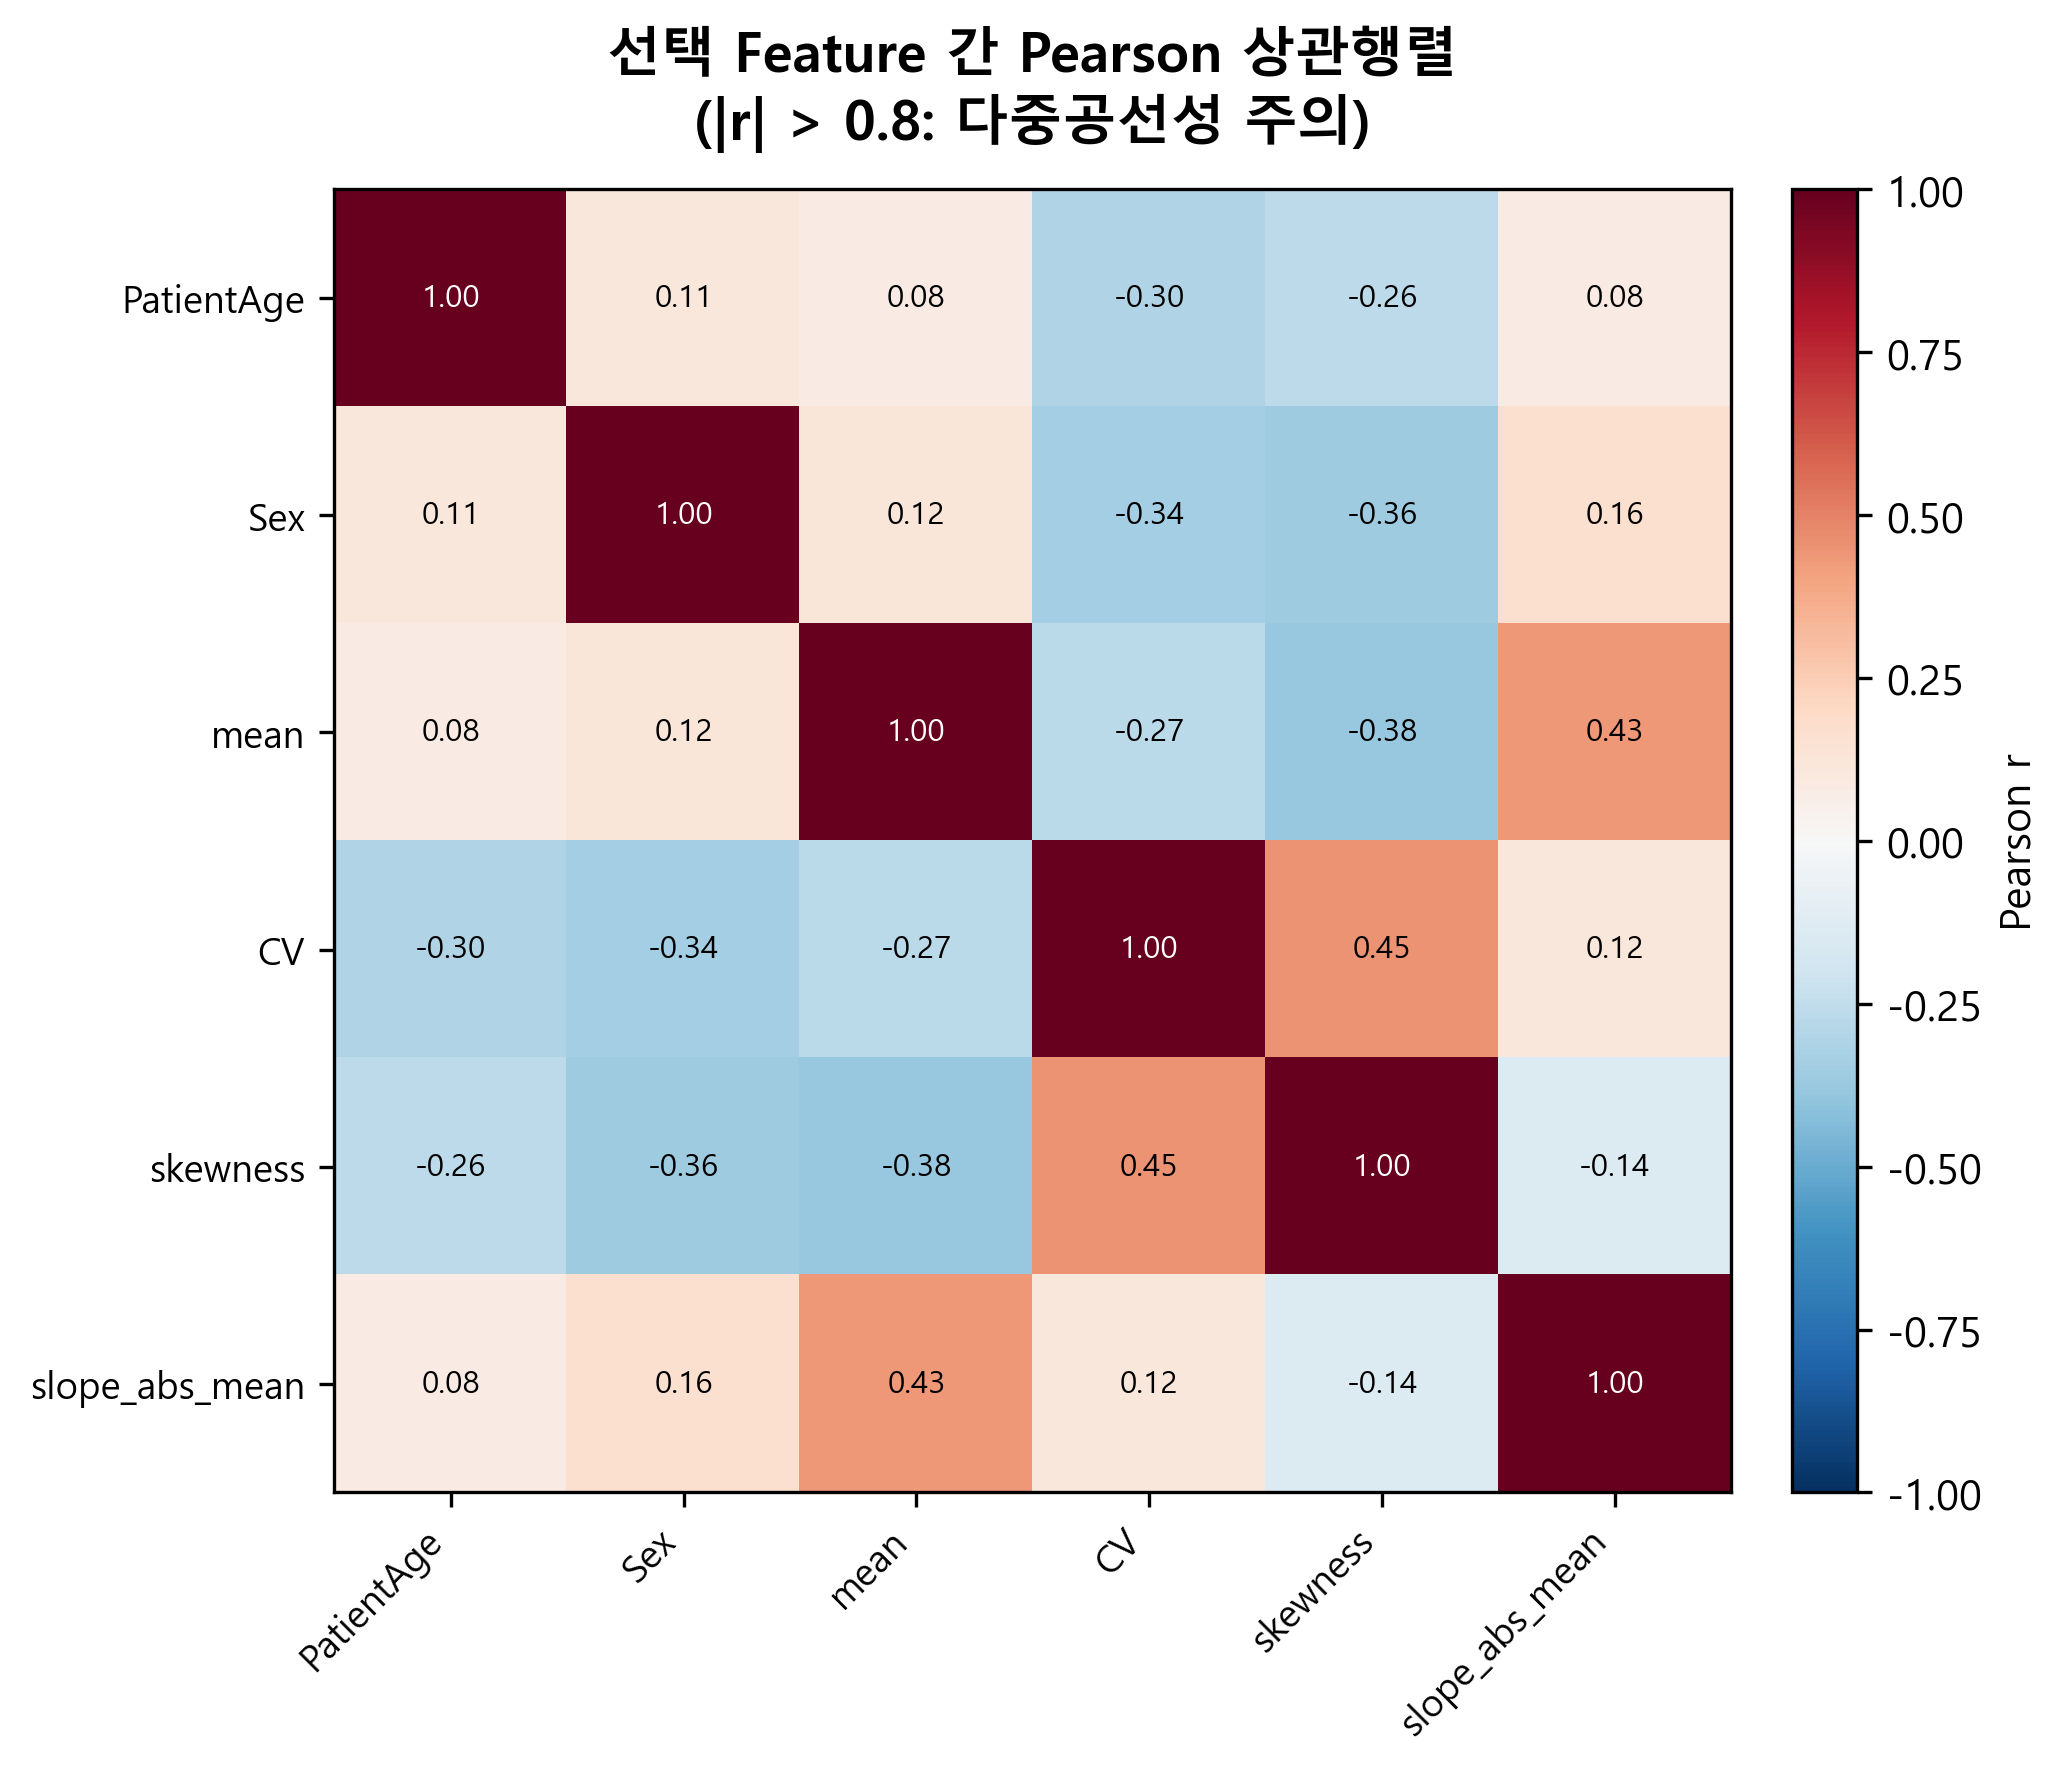 선택 Feature 간 Pearson 상관행렬
(|r| > 0.8: 다중공선성 주의)
PatientAge 1.00 0.11 0.08 -0.30 -0.26 0.08
Sex 0.11 1.00 0.12 -0.34 -0.36 0.16
mean 0.08 0.12 1.00 -0.27 -0.38 0.43
CV -0.30 -0.34 -0.27 1.00 0.45 0.12
skewness -0.26 -0.36 -0.38 0.45 1.00 -0.14
slope_abs_mean 0.08 0.16 0.43 0.12 -0.14 1.00
PatientAge
Sex
mean
CV
skewness
slope_abs_mean
1.00
0.75
0.50
0.25
0.00
-0.25
-0.50
-0.75
-1.00
Pearson r